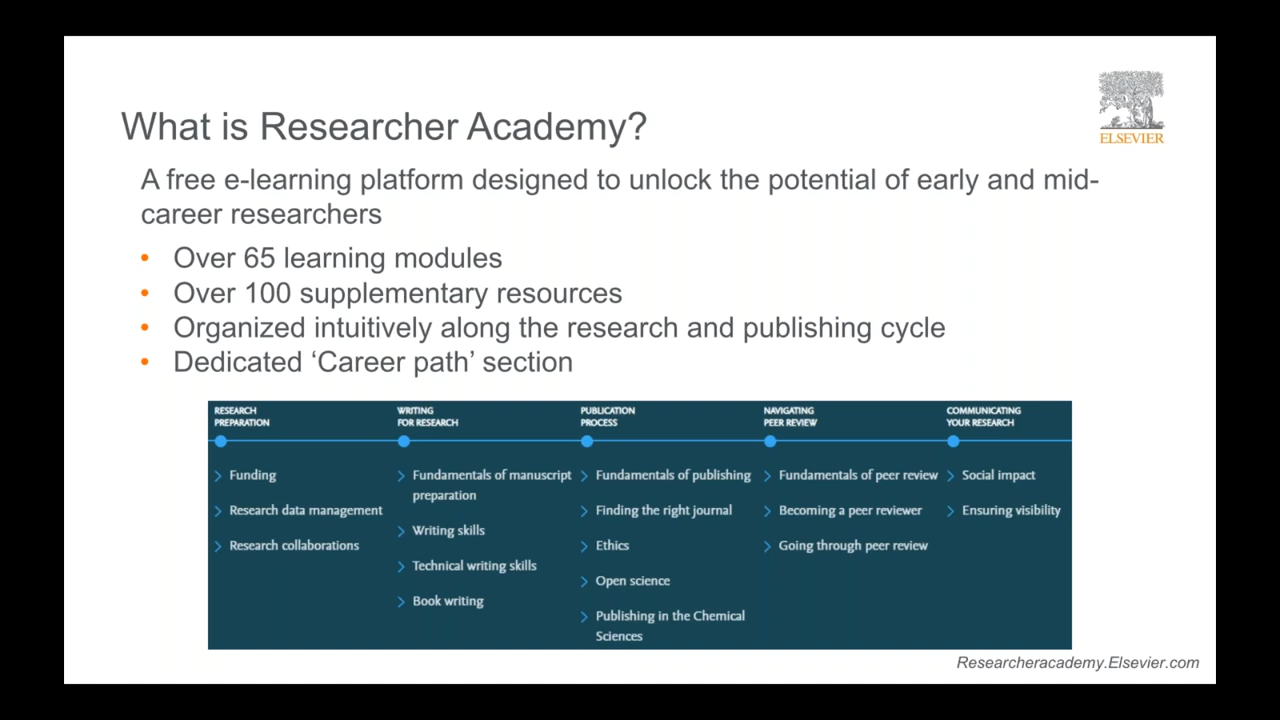 What is Researcher Academy?
ELSEVIER
A free e-learning platform designed to unlock the potential of early and mid-
career researchers
• Over 65 learning modules
• Over 100 supplementary resources
• Organized intuitively along the research and publishing cycle
• Dedicated ‘Career path’ section
RESEARCH
PREPARATION
Funding
Research data management
Research collaborations
WRITING
FOR RESEARCH
Fundamentals of manuscript
preparation
Writing skills
Technical writing skills
Book writing
PUBLICATION
PROCESS
Fundamentals of publishing
Finding the right journal
Ethics
Open science
Publishing in the Chemical
Sciences
NAVIGATING
PEER REVIEW
Fundamentals of peer review
Becoming a peer reviewer
Going through peer review
COMMUNICATING
YOUR RESEARCH
Social impact
Ensuring visibility
Researcheracademy.Elsevier.com